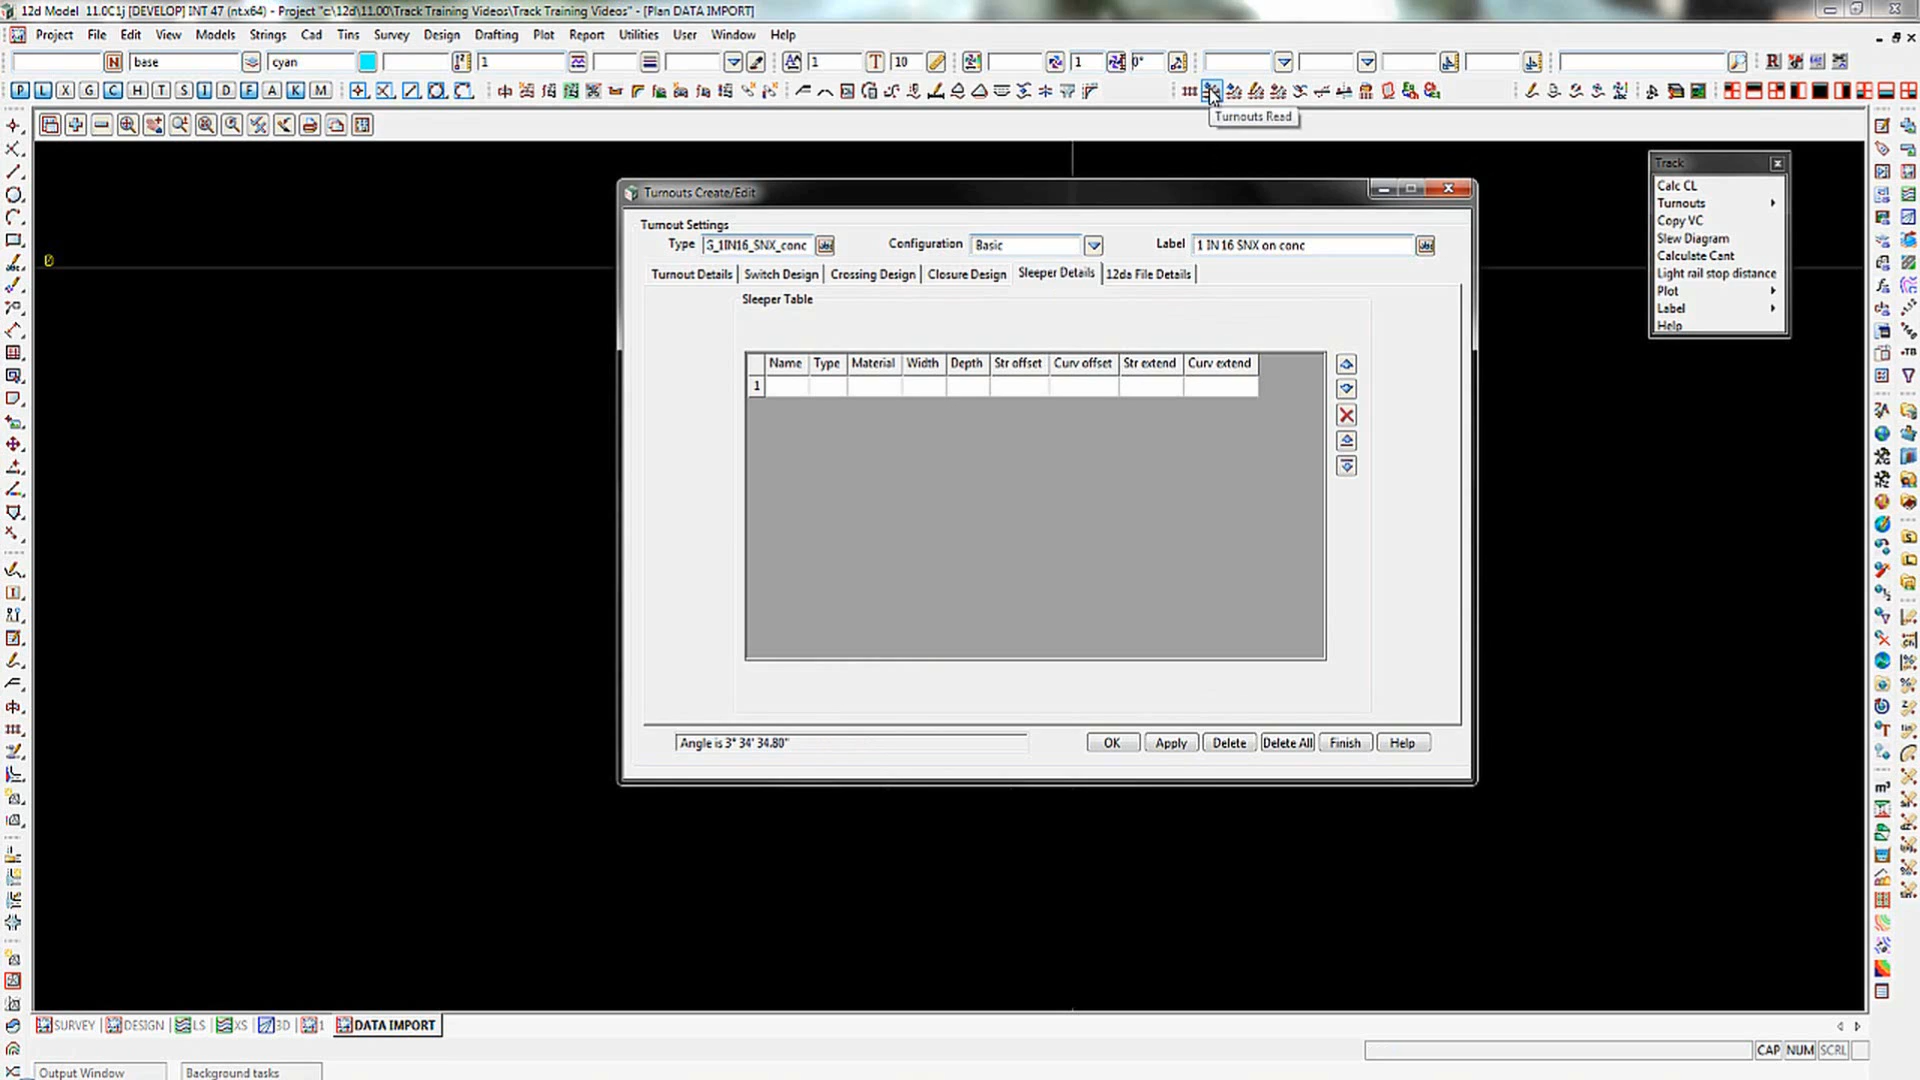 12d Model 11.0C1j [DEVELOP] INT 47 (nt.x64) - Project "c:\12d\11.00\Track Training Videos\Track Training Videos" - [Plan DATA IMPORT]
Project File Edit View Models Strings Cad Tins Survey Design Drafting Plot Report Utilities User Window Help
base cyan 1 1 10 1 0°
P L X G C H T S I D F A K M
Turnouts Read
Track
Calc CL
Turnouts
Copy VC
Slew Diagram
Calculate Cant
Light rail stop distance
Plot
Label
Help
0
Turnouts Create/Edit
Turnout Settings
Type G_1IN16_SNX_conc Configuration Basic Label 1 IN 16 SNX on conc
Turnout Details Switch Design Crossing Design Closure Design Sleeper Details 12da File Details
Sleeper Table
Name Type Material Width Depth Str offset Curv offset Str extend Curv extend
1
Angle is 3° 34' 34.80" OK Apply Delete Delete All Finish Help
SURVEY DESIGN LS XS 3D 1 DATA IMPORT
CAP NUM SCRL
Output Window Background tasks